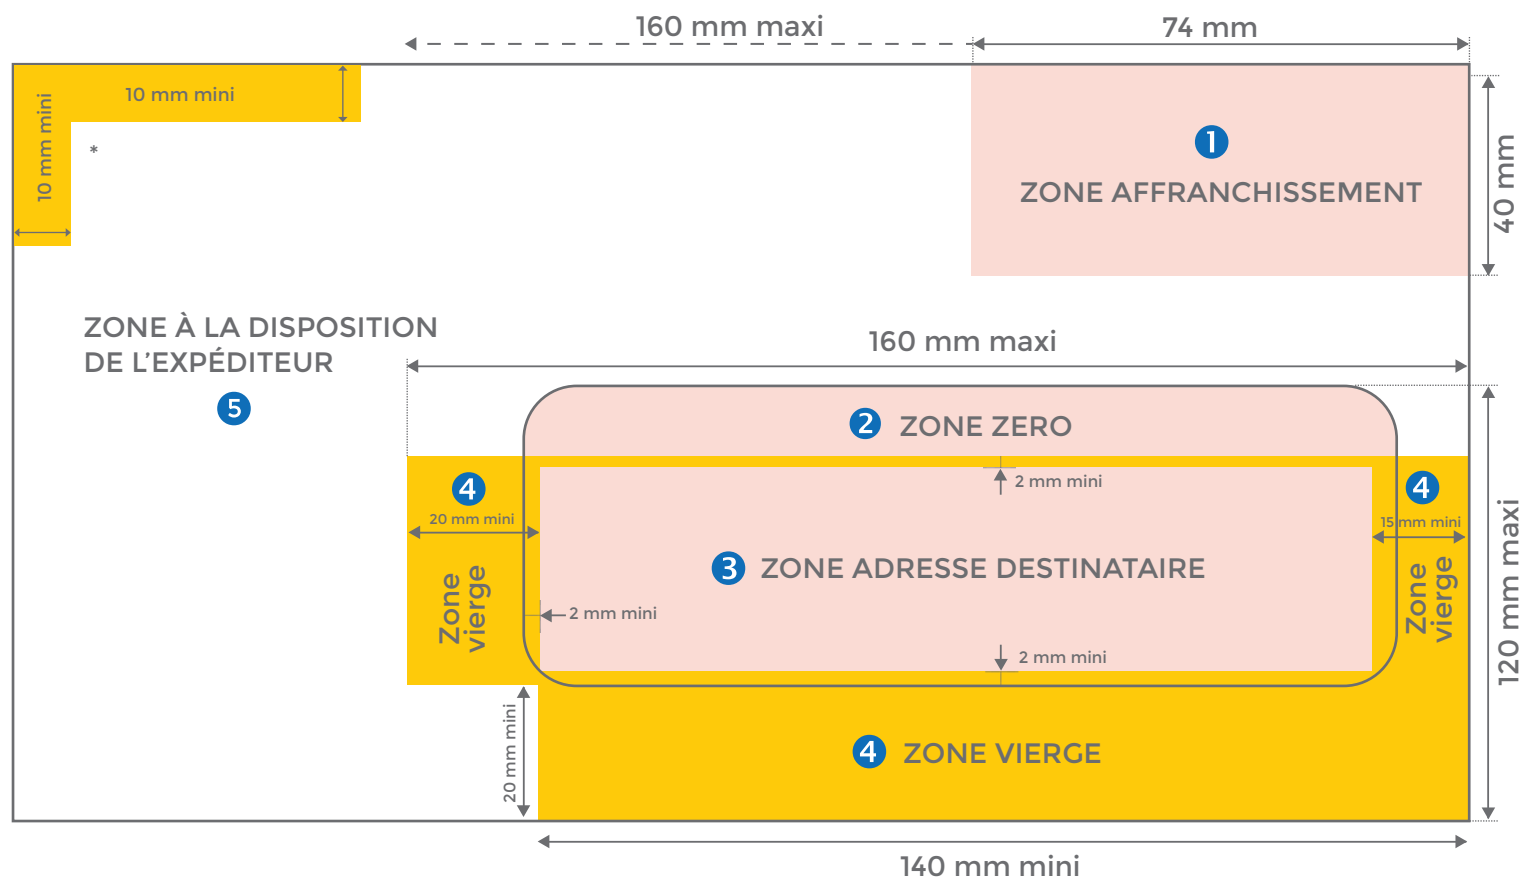 160 mm maxi
74 mm
10 mm mini
10 mm mini
*
1
ZONE AFFRANCHISSEMENT
40 mm
ZONE À LA DISPOSITION
DE L'EXPÉDITEUR
5
160 mm maxi
2 ZONE ZERO
4
20 mm mini
Zone
vierge
2 mm mini
4
15 mm mini
Zone
vierge
3 ZONE ADRESSE DESTINATAIRE
2 mm mini
2 mm mini
120 mm maxi
20 mm mini
4 ZONE VIERGE
140 mm mini